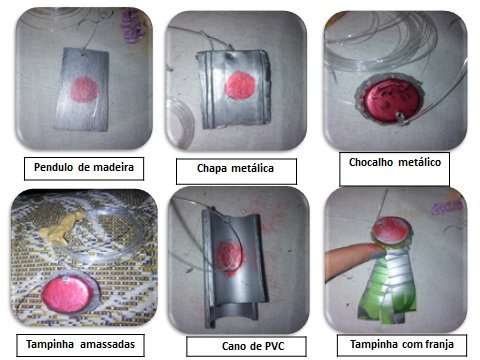 Pendulo de madeira
Chapa metálica
Chocalho metálico
Tampinha amassadas
Cano de PVC
Tampinha com franja